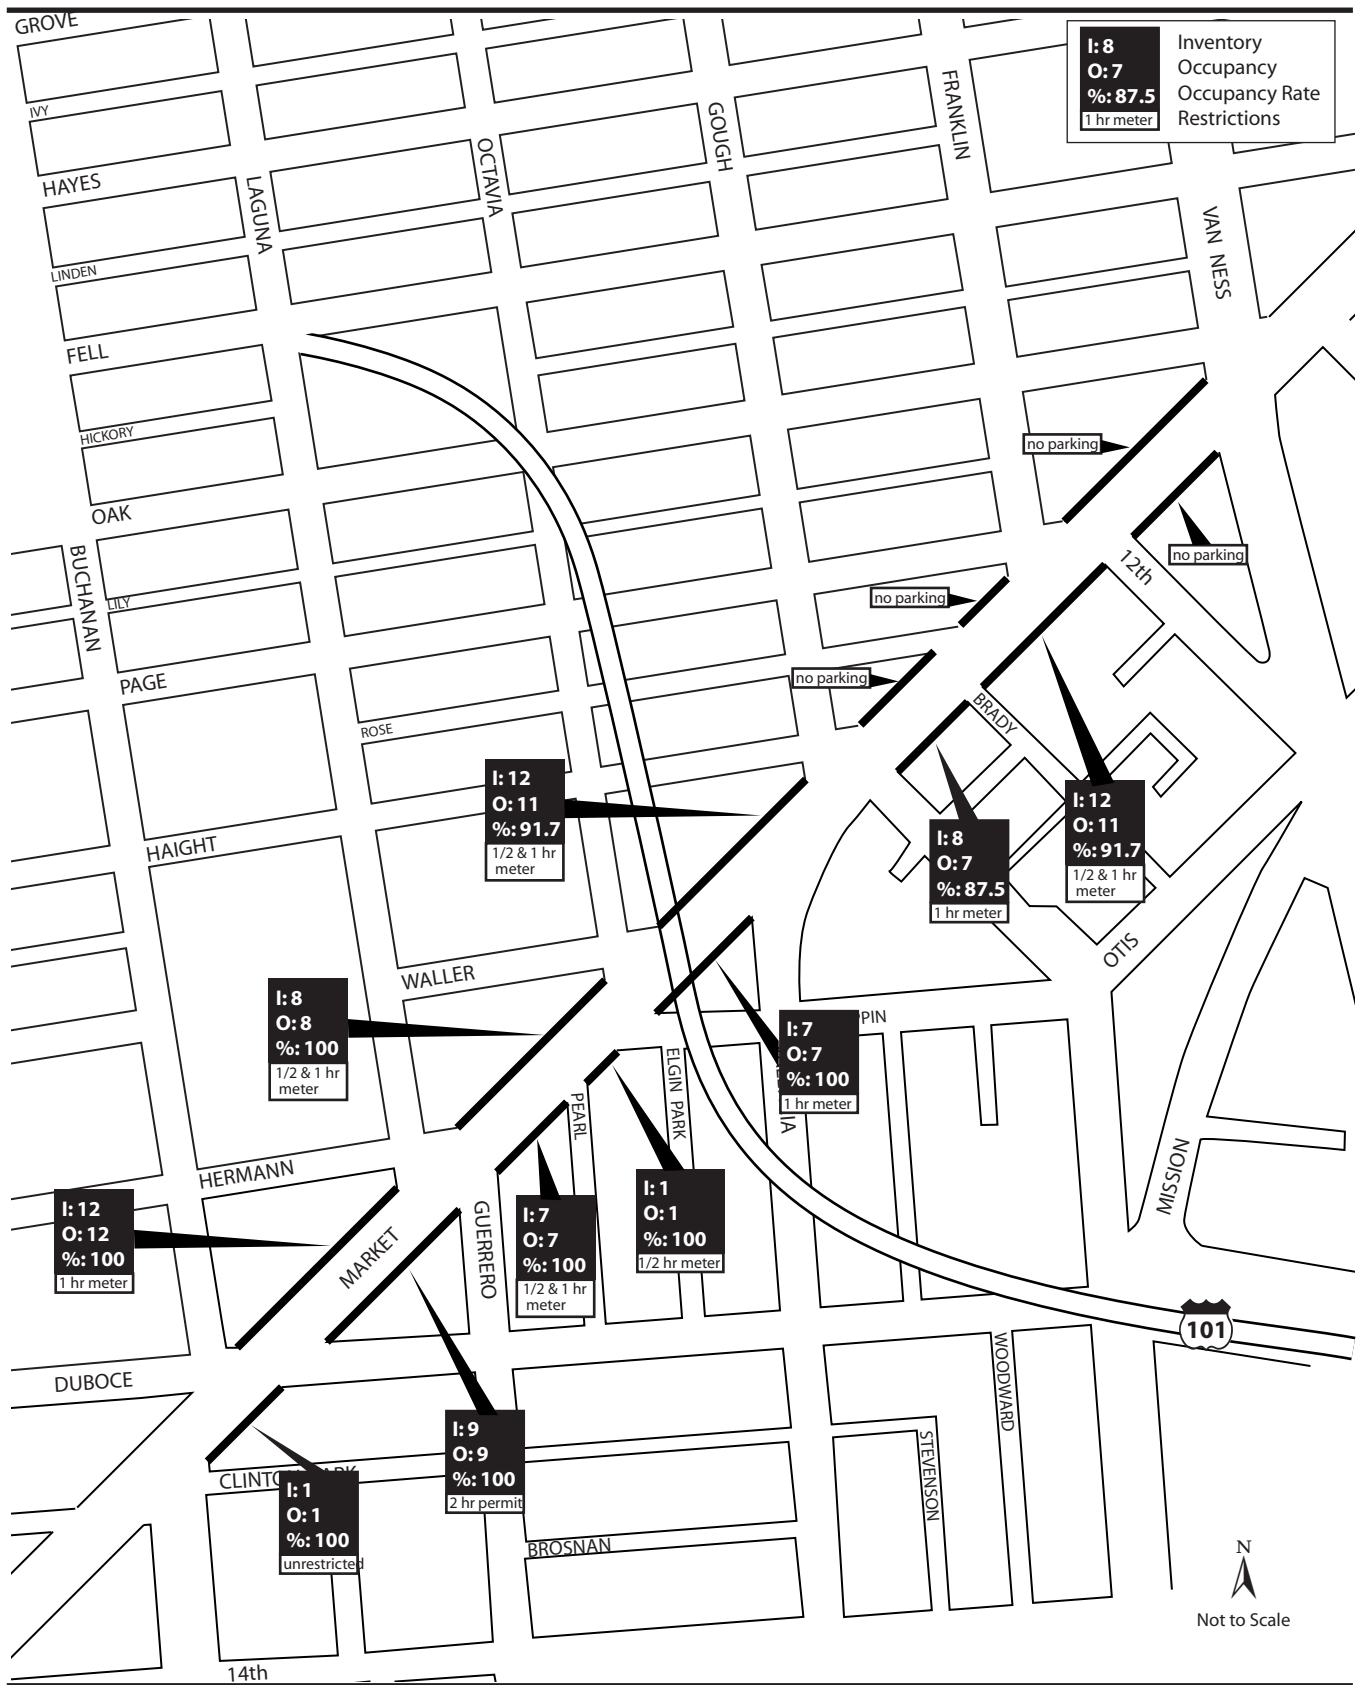 GROVE
I: 8
Inventory
O: 7
Occupancy
%: 87.5
Occupancy Rate
1 hr meter
Restrictions
IVY
FRANKLIN
GOUGH
OCTAVIA
HAYES
LAGUNA
VAN NESS
LINDEN
FELL
HICKORY
no parking
OAK
no parking
12th
BUCHANAN
LILY
no parking
PAGE
no parking
BRADY
ROSE
I: 12
O: 11
%: 91.7
1/2 & 1 hr
meter
I: 12
O: 11
%: 91.7
1/2 & 1 hr
meter
I: 8
O: 7
%: 87.5
1 hr meter
HAIGHT
OTIS
WALLER
I: 8
O: 8
%: 100
1/2 & 1 hr
meter
I: 7
O: 7
%: 100
1 hr meter
PPIN
IA
ELGIN PARK
PEARL
HERMANN
MISSION
I: 12
O: 12
%: 100
1 hr meter
I: 1
O: 1
%: 100
1/2 hr meter
I: 7
O: 7
%: 100
1/2 & 1 hr
meter
MARKET
GUERRERO
101
DUBOCE
WOODWARD
I: 9
O: 9
%: 100
2 hr permit
STEVENSON
CLINTON PARK
I: 1
O: 1
%: 100
unrestricted
BROSNAN
N
Not to Scale
14th